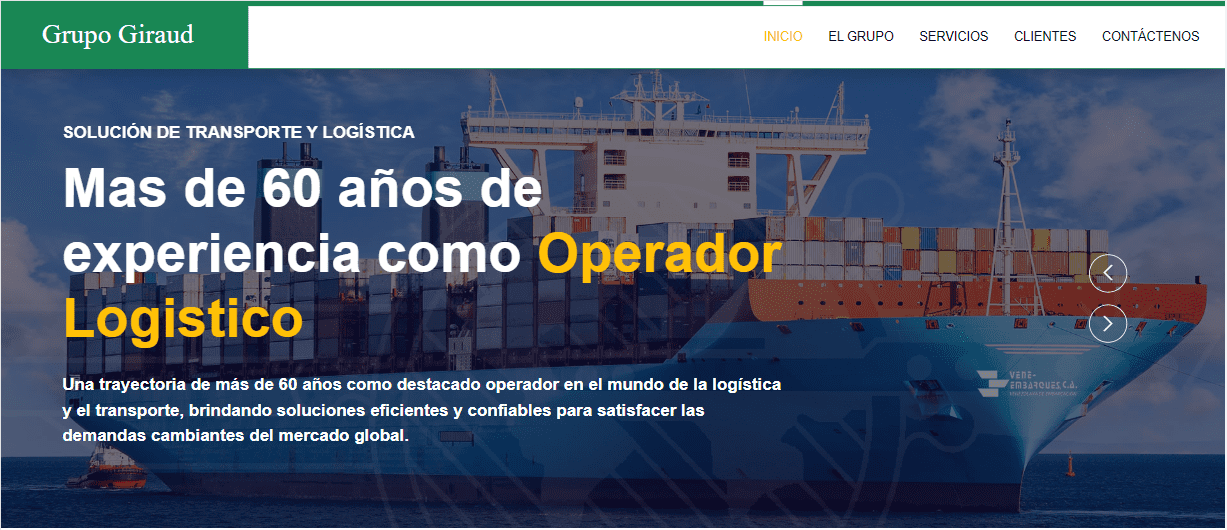 Grupo Giraud
INICIO EL GRUPO SERVICIOS CLIENTES CONTÁCTENOS
SOLUCIÓN DE TRANSPORTE Y LOGÍSTICA
Mas de 60 años de
experiencia como Operador
Logistico
Una trayectoria de más de 60 años como destacado operador en el mundo de la logística
y el transporte, brindando soluciones eficientes y confiables para satisfacer las
demandas cambiantes del mercado global.
VENE-
EMBARQUES, C.A.